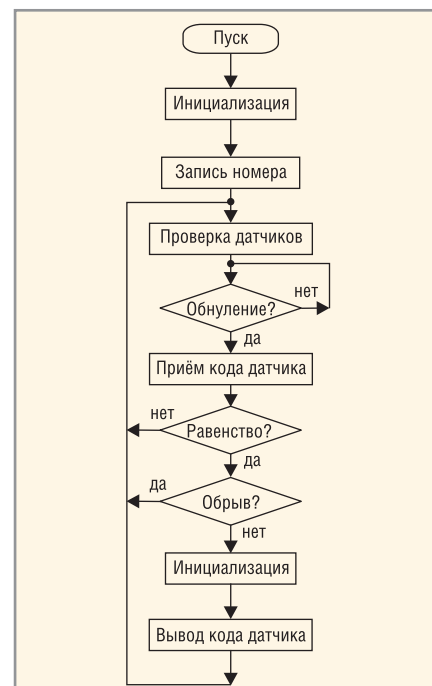 Пуск
Инициализация
Запись номера
Проверка датчиков
нет
Обнуление?
да
Приём кода датчика
нет
Равенство?
да
да
Обрыв?
нет
Инициализация
Вывод кода датчика